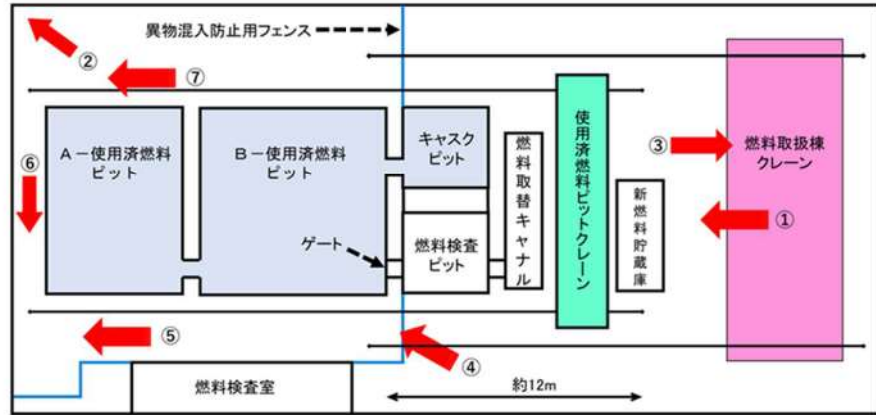 異物混入防止用フェンス
②
⑦
⑥
A－使用済燃料
ピット
B－使用済燃料
ピット
キャスク
ピット
燃料取替キャナル
使用済燃料ピットクレーン
③
燃料取扱棟
クレーン
①
新燃料貯蔵庫
ゲート
燃料検査
ピット
⑤
④
燃料検査室
約12m